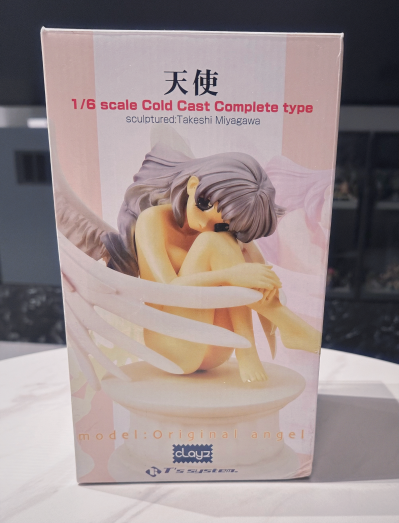 天使
1/6 scale Cold Cast Complete type
sculptured:Takeshi Miyagawa
model:Original angel
clayz
T's system.